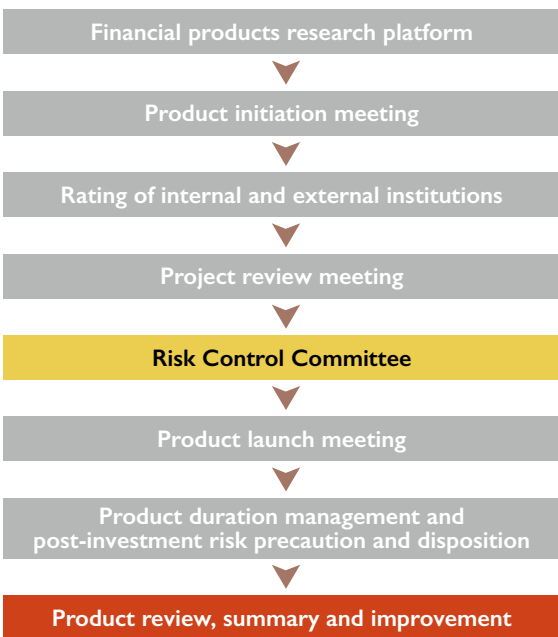 Financial products research platform
Product initiation meeting
Rating of internal and external institutions
Project review meeting
Risk Control Committee
Product launch meeting
Product duration management and
post-investment risk precaution and disposition
Product review, summary and improvement